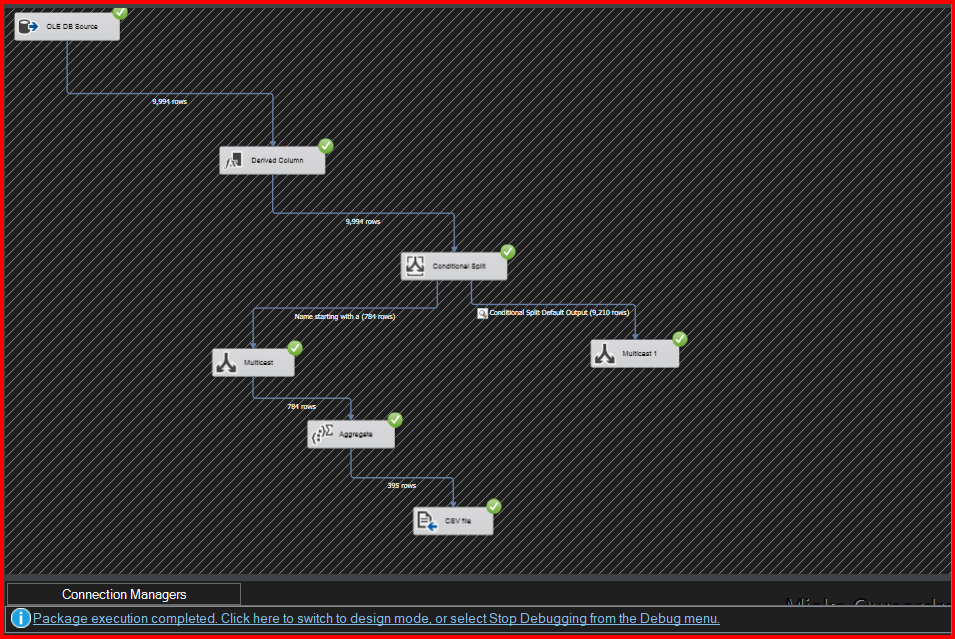 OLE DB Source
9,994 rows
Derived Column
9,994 rows
Conditional Split
Name starting with a (784 rows)
Conditional Split Default Output (9,210 rows)
Multicast
Multicast 1
784 rows
Aggregate
395 rows
CSV file
Connection Managers
Package execution completed. Click here to switch to design mode, or select Stop Debugging from the Debug menu.